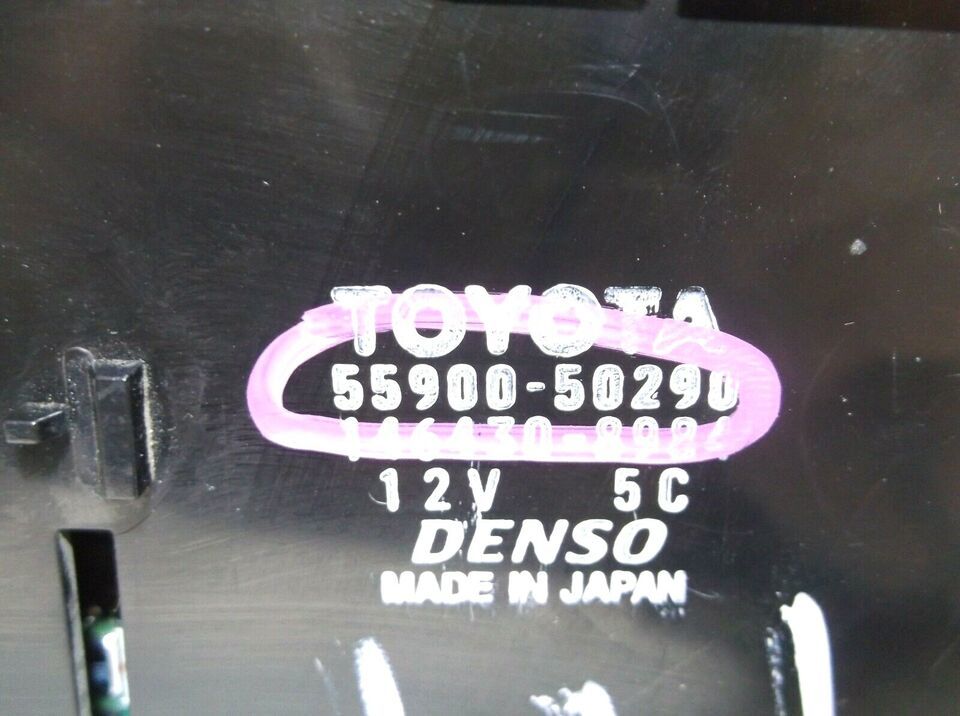 TOYOTA
55900-50290
12V 5C
DENSO
MADE IN JAPAN